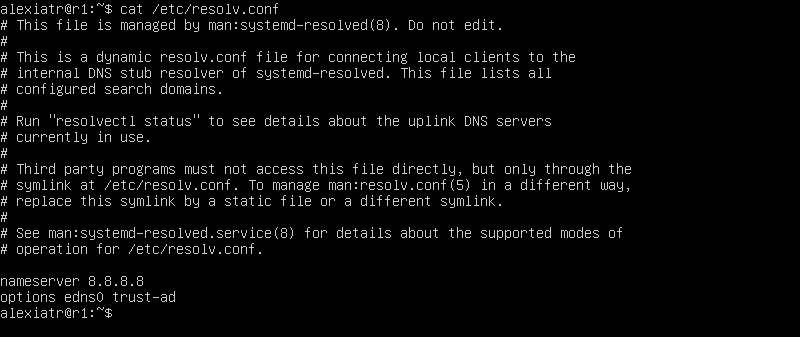 alexiatr@r1:~$ cat /etc/resolv.conf
# This file is managed by man:systemd-resolved(8). Do not edit.
#
# This is a dynamic resolv.conf file for connecting local clients to the
# internal DNS stub resolver of systemd-resolved. This file lists all
# configured search domains.
#
# Run "resolvectl status" to see details about the uplink DNS servers
# currently in use.
#
# Third party programs must not access this file directly, but only through the
# symlink at /etc/resolv.conf. To manage man:resolv.conf(5) in a different way,
# replace this symlink by a static file or a different symlink.
#
# See man:systemd-resolved.service(8) for details about the supported modes of
# operation for /etc/resolv.conf.

nameserver 8.8.8.8
options edns0 trust-ad
alexiatr@r1:~$